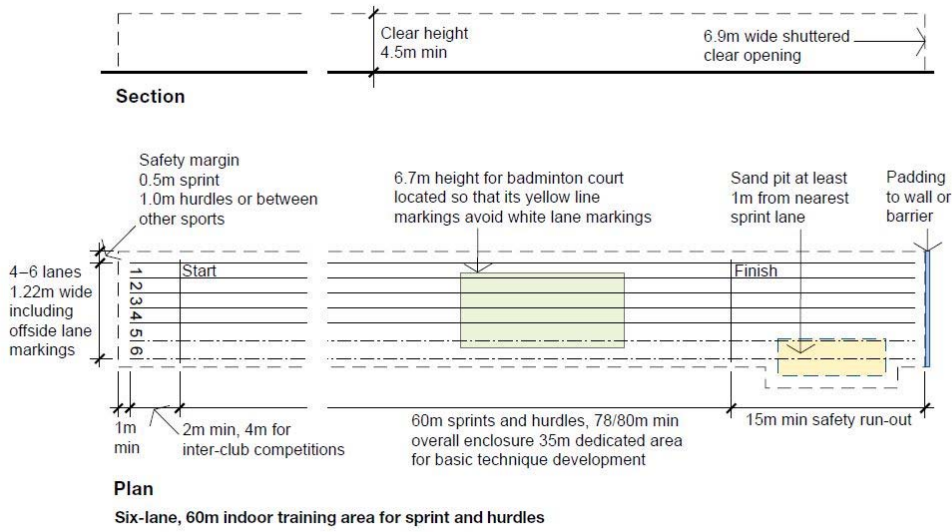 Clear height
4.5m min
6.9m wide shuttered
clear opening
Section
Safety margin
0.5m sprint
1.0m hurdles or between
other sports
6.7m height for badminton court
located so that its yellow line
markings avoid white lane markings
Sand pit at least
1m from nearest
sprint lane
Padding
to wall or
barrier
4–6 lanes
1.22m wide
including
offside lane
markings
1
2
3
4
5
6
Start
Finish
1m
min
2m min, 4m for
inter-club competitions
60m sprints and hurdles, 78/80m min
overall enclosure 35m dedicated area
for basic technique development
15m min safety run-out
Plan
Six-lane, 60m indoor training area for sprint and hurdles